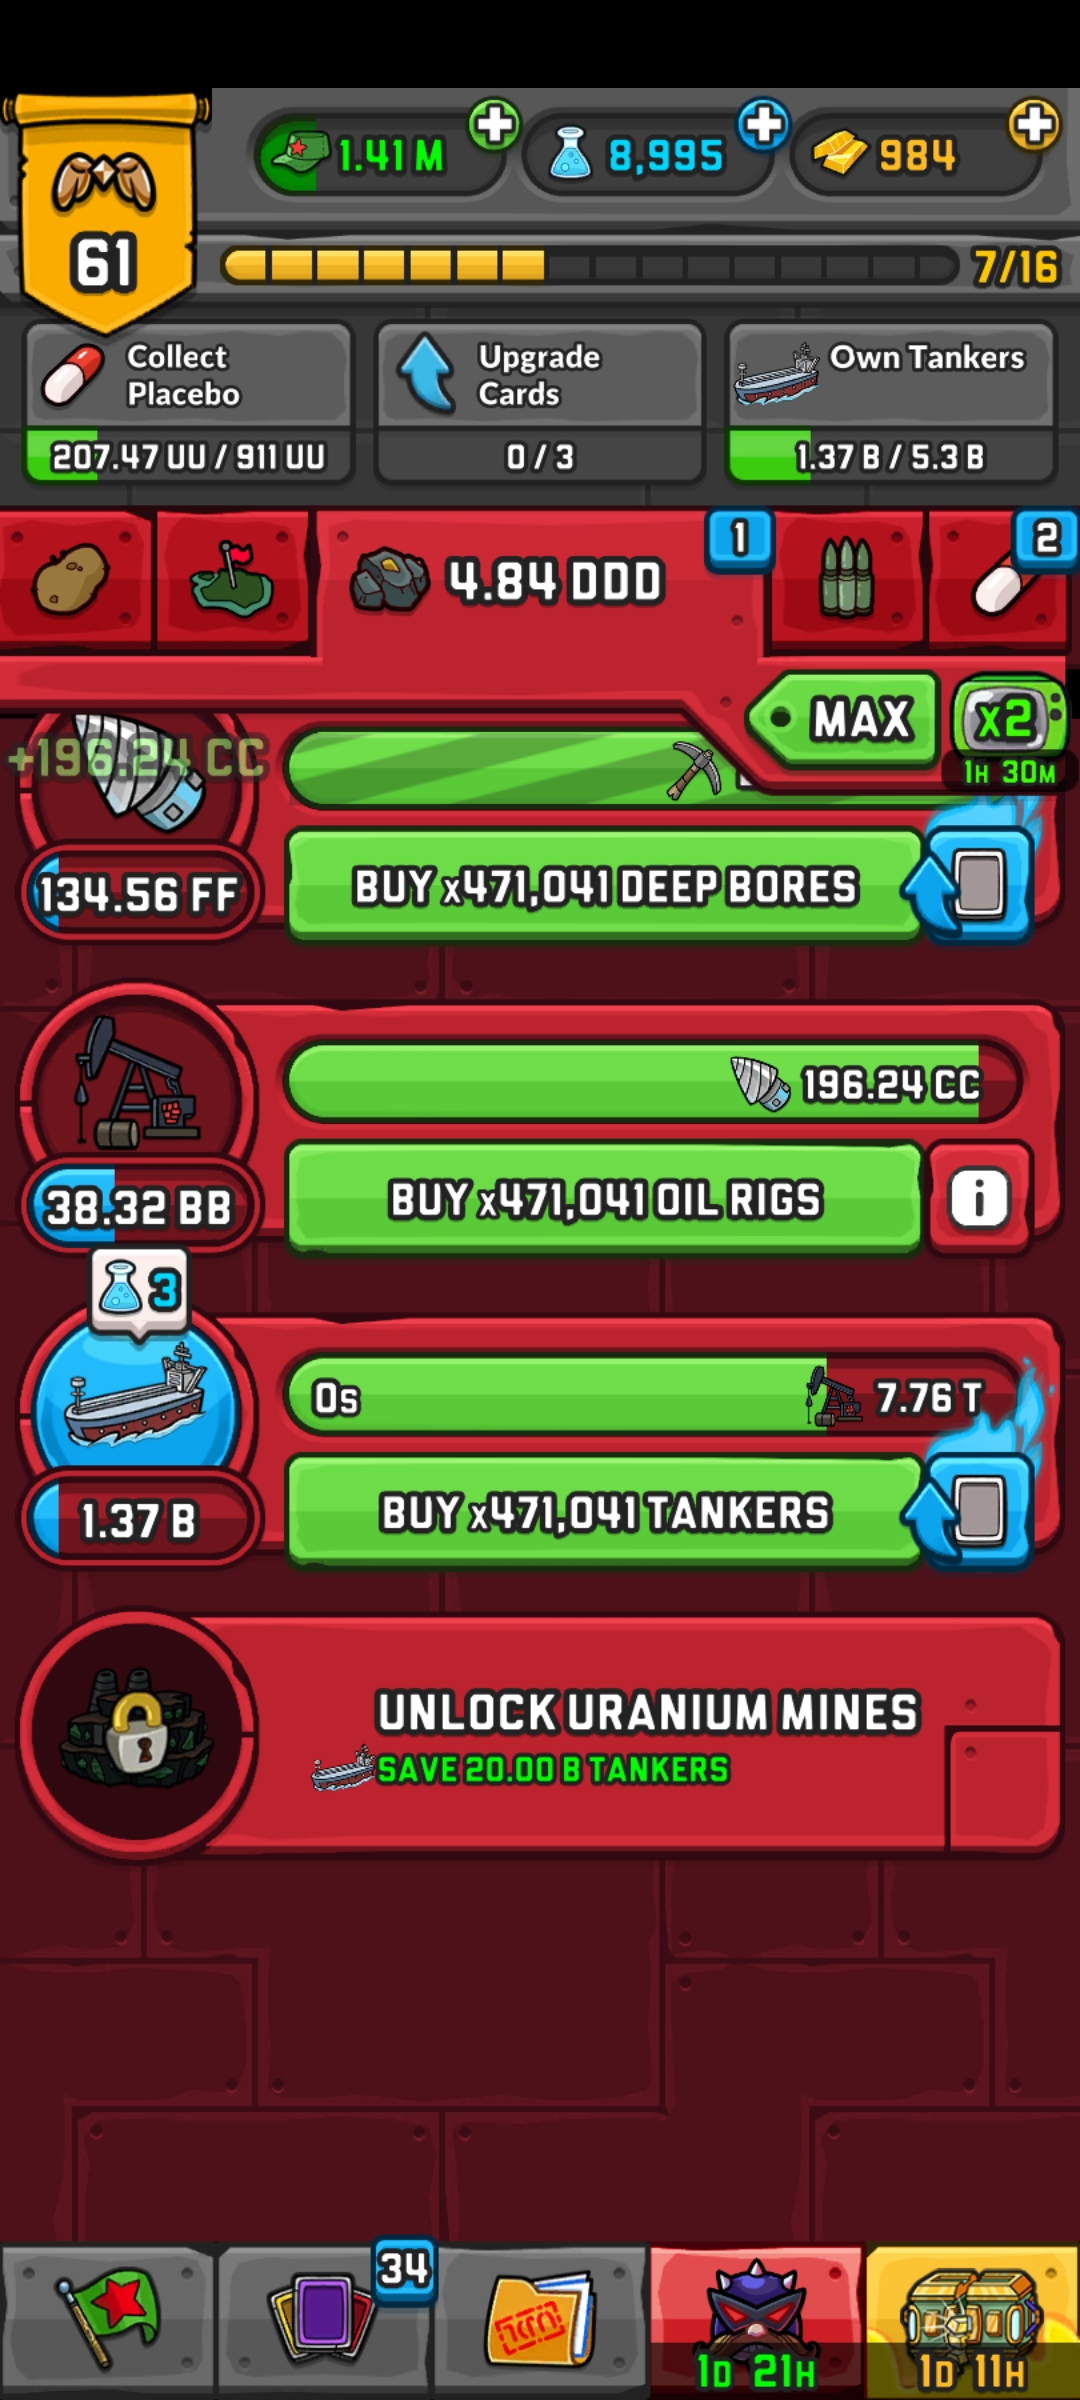 1.41 M
8,995
984
61
7/16
Collect
Placebo
207.47 UU / 911 UU
Upgrade
Cards
0 / 3
Own Tankers
1.37 B / 5.3 B
4.84 DDD
1
2
MAX
x2
1H 30M
+196.24 CC
134.56 FF
BUY x471,041 DEEP BORES
196.24 CC
38.32 BB
BUY x471,041 OIL RIGS
i
3
0s
7.76 T
1.37 B
BUY x471,041 TANKERS
UNLOCK URANIUM MINES
SAVE 20.00 B TANKERS
34
1D 21H
1D 11H